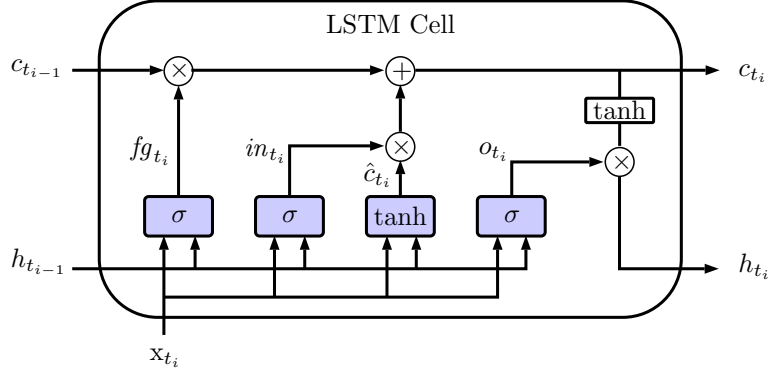 LSTM Cell
c_{t_{i-1}} × + c_{t_i}
tanh
fg_{t_i} in_{t_i} × o_{t_i} ×
ĉ_{t_i}
σ σ tanh σ
h_{t_{i-1}} h_{t_i}
x_{t_i}